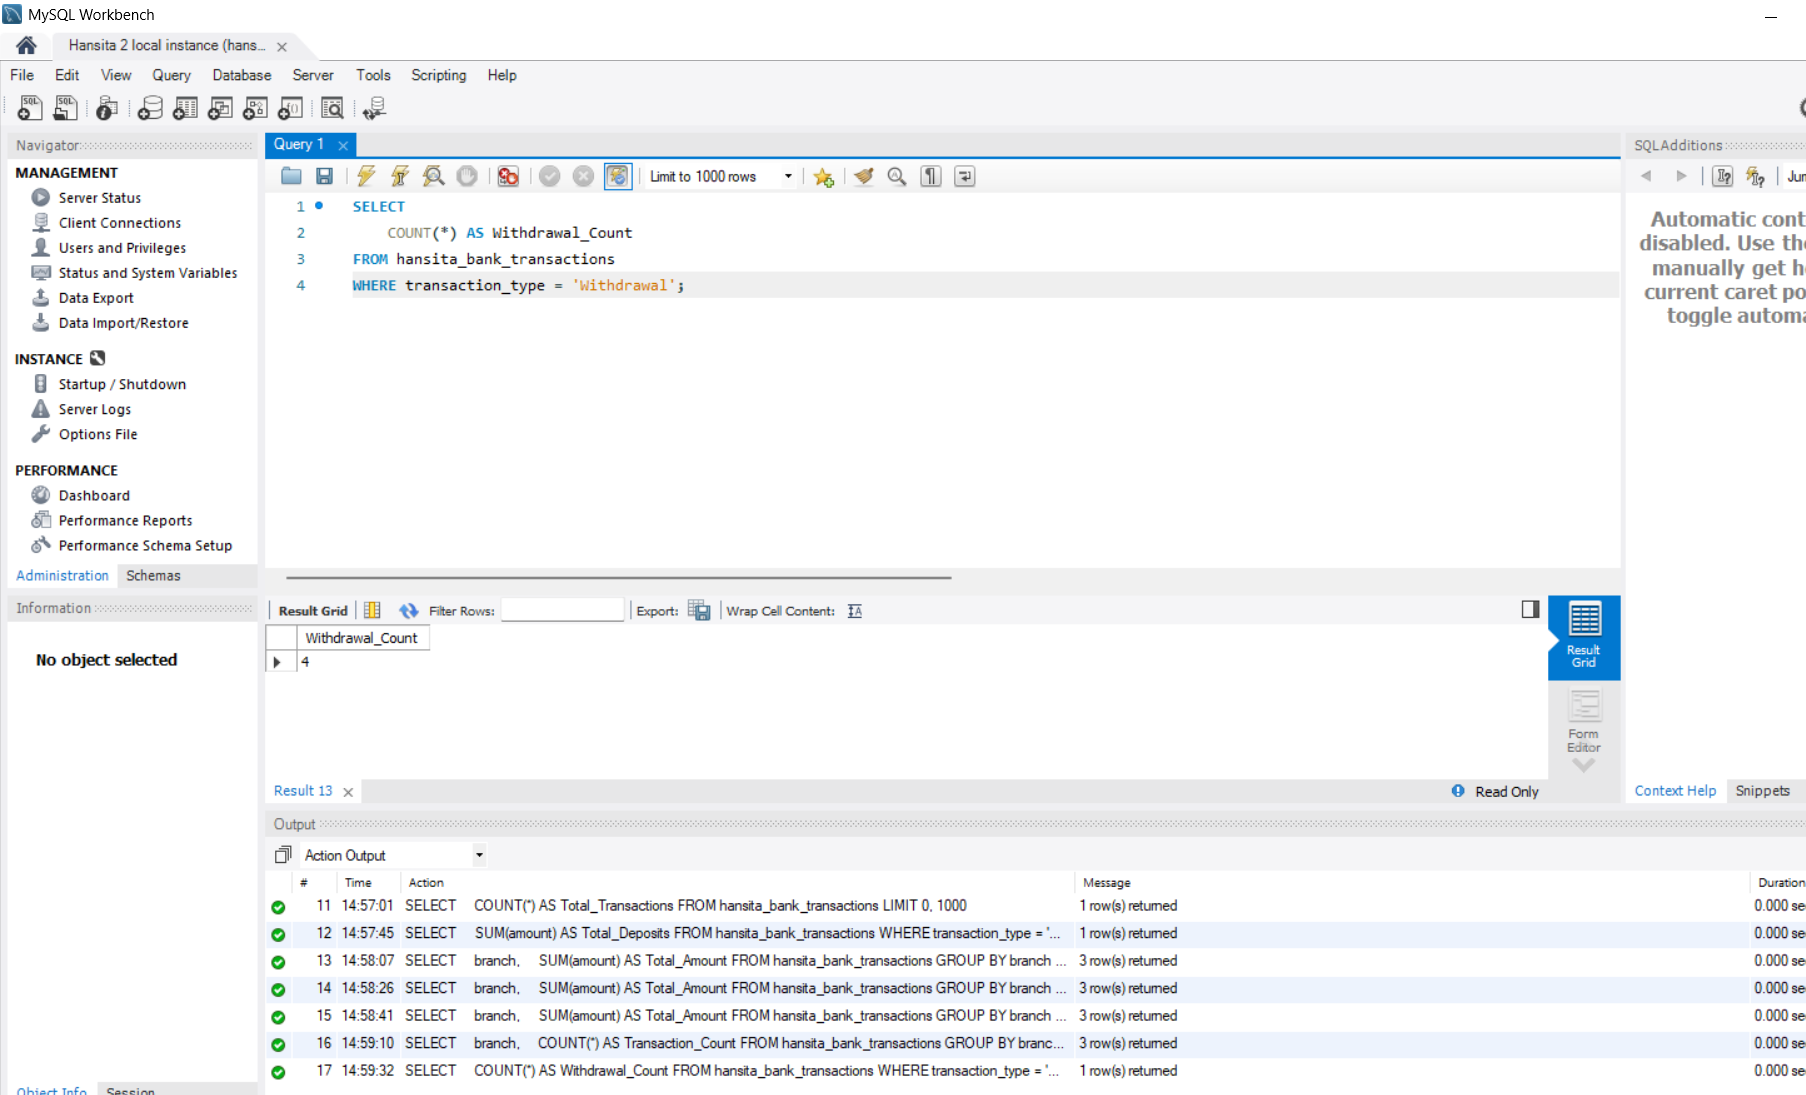 MySQL Workbench
Hansita 2 local instance (hans...
File Edit View Query Database Server Tools Scripting Help
Navigator
MANAGEMENT
Server Status
Client Connections
Users and Privileges
Status and System Variables
Data Export
Data Import/Restore
INSTANCE
Startup / Shutdown
Server Logs
Options File
PERFORMANCE
Dashboard
Performance Reports
Performance Schema Setup
Administration Schemas
Information
No object selected
Object Info Session
Query 1
Limit to 1000 rows
1 SELECT
2 COUNT(*) AS Withdrawal_Count
3 FROM hansita_bank_transactions
4 WHERE transaction_type = 'Withdrawal';
Result Grid Filter Rows: Export: Wrap Cell Content:
Withdrawal_Count
4
Result Grid
Form Editor
Result 13 Read Only
SQLAdditions
Jum
Automatic cont
disabled. Use the
manually get he
current caret po
toggle automa
Context Help Snippets
Output
Action Output
# Time Action Message Duration
11 14:57:01 SELECT COUNT(*) AS Total_Transactions FROM hansita_bank_transactions LIMIT 0, 1000 1 row(s) returned 0.000 se
12 14:57:45 SELECT SUM(amount) AS Total_Deposits FROM hansita_bank_transactions WHERE transaction_type = '... 1 row(s) returned 0.000 se
13 14:58:07 SELECT branch, SUM(amount) AS Total_Amount FROM hansita_bank_transactions GROUP BY branch ... 3 row(s) returned 0.000 se
14 14:58:26 SELECT branch, SUM(amount) AS Total_Amount FROM hansita_bank_transactions GROUP BY branch ... 3 row(s) returned 0.000 se
15 14:58:41 SELECT branch, SUM(amount) AS Total_Amount FROM hansita_bank_transactions GROUP BY branch ... 3 row(s) returned 0.000 se
16 14:59:10 SELECT branch, COUNT(*) AS Transaction_Count FROM hansita_bank_transactions GROUP BY branc... 3 row(s) returned 0.000 se
17 14:59:32 SELECT COUNT(*) AS Withdrawal_Count FROM hansita_bank_transactions WHERE transaction_type = '... 1 row(s) returned 0.000 se